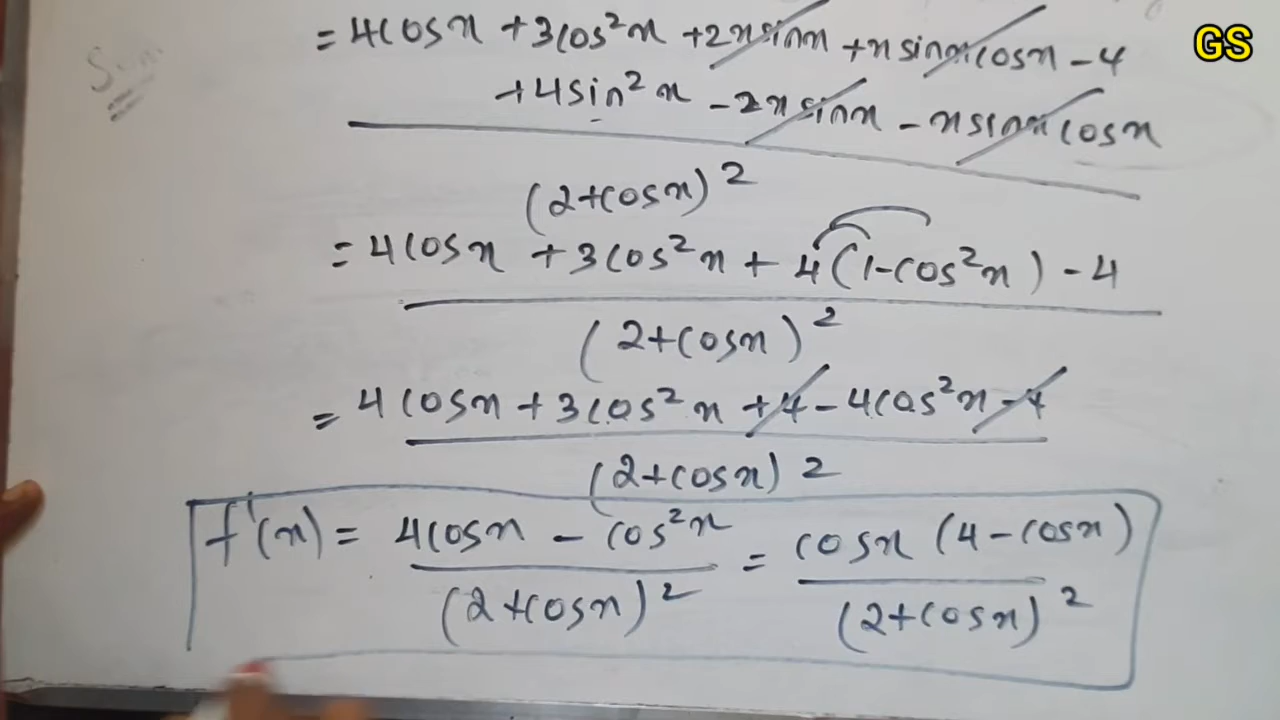 = 4cosx + 3cos²x + 2x sinx + x sinx cosx - 4
+ 4sin²x - 2x sinx - x sinx cosx
(2+cosx)²
= 4cosx + 3cos²x + 4(1-cos²x) - 4
(2+cosx)²
= 4cosx + 3cos²x + 4 - 4cos²x - 4
(2+cosx)²
f'(x) = 4cosx - cos²x / (2+cosx)² = cosx (4-cosx) / (2+cosx)²
GS